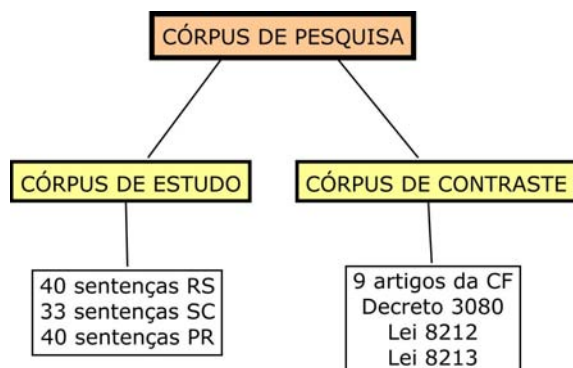 CÓRPUS DE PESQUISA
CÓRPUS DE ESTUDO
CÓRPUS DE CONTRASTE
40 sentenças RS
33 sentenças SC
40 sentenças PR
9 artigos da CF
Decreto 3080
Lei 8212
Lei 8213